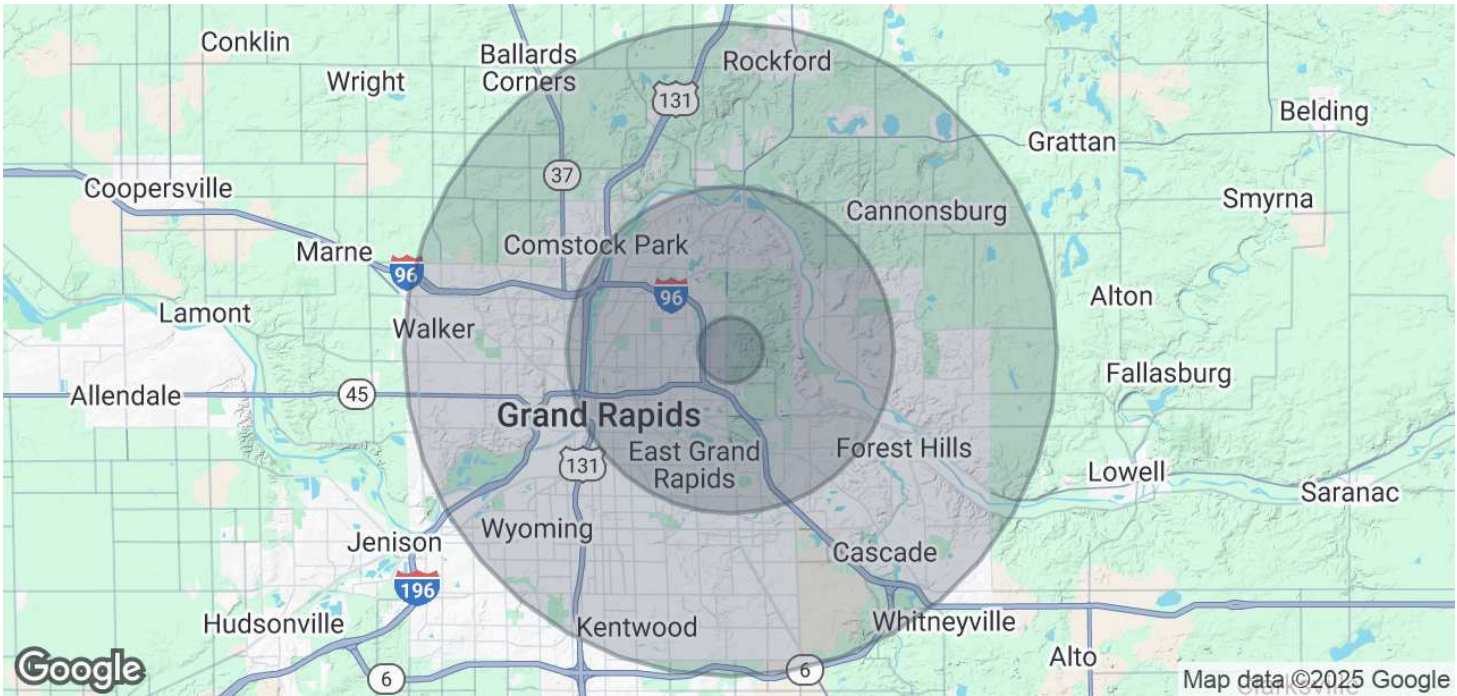 Conklin
Ballards
Corners
Rockford
Wright
131
Belding
Grattan
37
Coopersville
Smyrna
Cannonsburg
Comstock Park
Marne
96
96
Alton
Lamont
Walker
Fallasburg
Allendale
45
Grand Rapids
East Grand
Rapids
Forest Hills
131
Lowell
Saranac
Wyoming
Jenison
Cascade
196
Hudsonville
Kentwood
Whitneyville
Alto
Google
6
6
Map data ©2025 Google